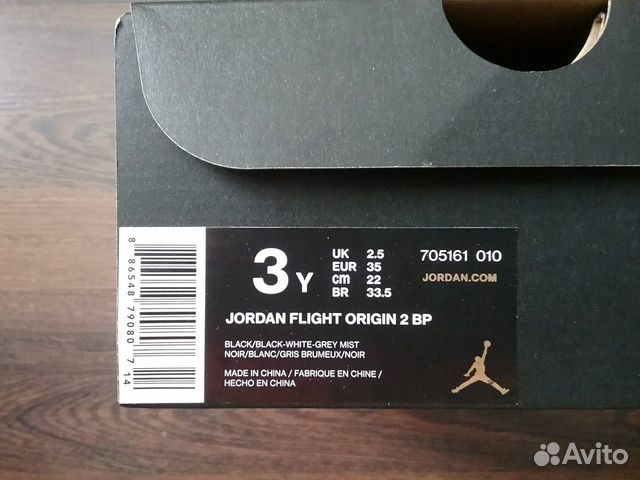 8 86548 79080 7 14
3 Y
UK 2.5
EUR 35
cm 22
BR 33.5
705161 010
JORDAN.COM
JORDAN FLIGHT ORIGIN 2 BP
BLACK/BLACK-WHITE-GREY MIST
NOIR/BLANC/GRIS BRUMEUX/NOIR
MADE IN CHINA / FABRIQUE EN CHINE /
HECHO EN CHINA
Avito